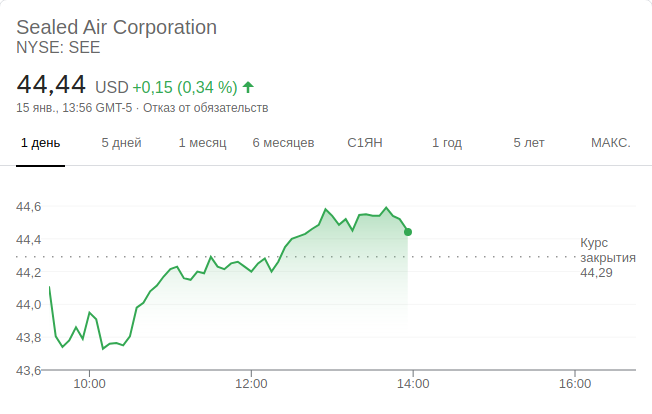 Sealed Air Corporation
NYSE: SEE
44,44 USD +0,15 (0,34 %)
15 янв., 13:56 GMT-5 · Отказ от обязательств
1 день 5 дней 1 месяц 6 месяцев С1ЯН 1 год 5 лет МАКС.
44,6
44,4
44,2
44,0
43,8
43,6
Курс
закрытия
44,29
10:00 12:00 14:00 16:00